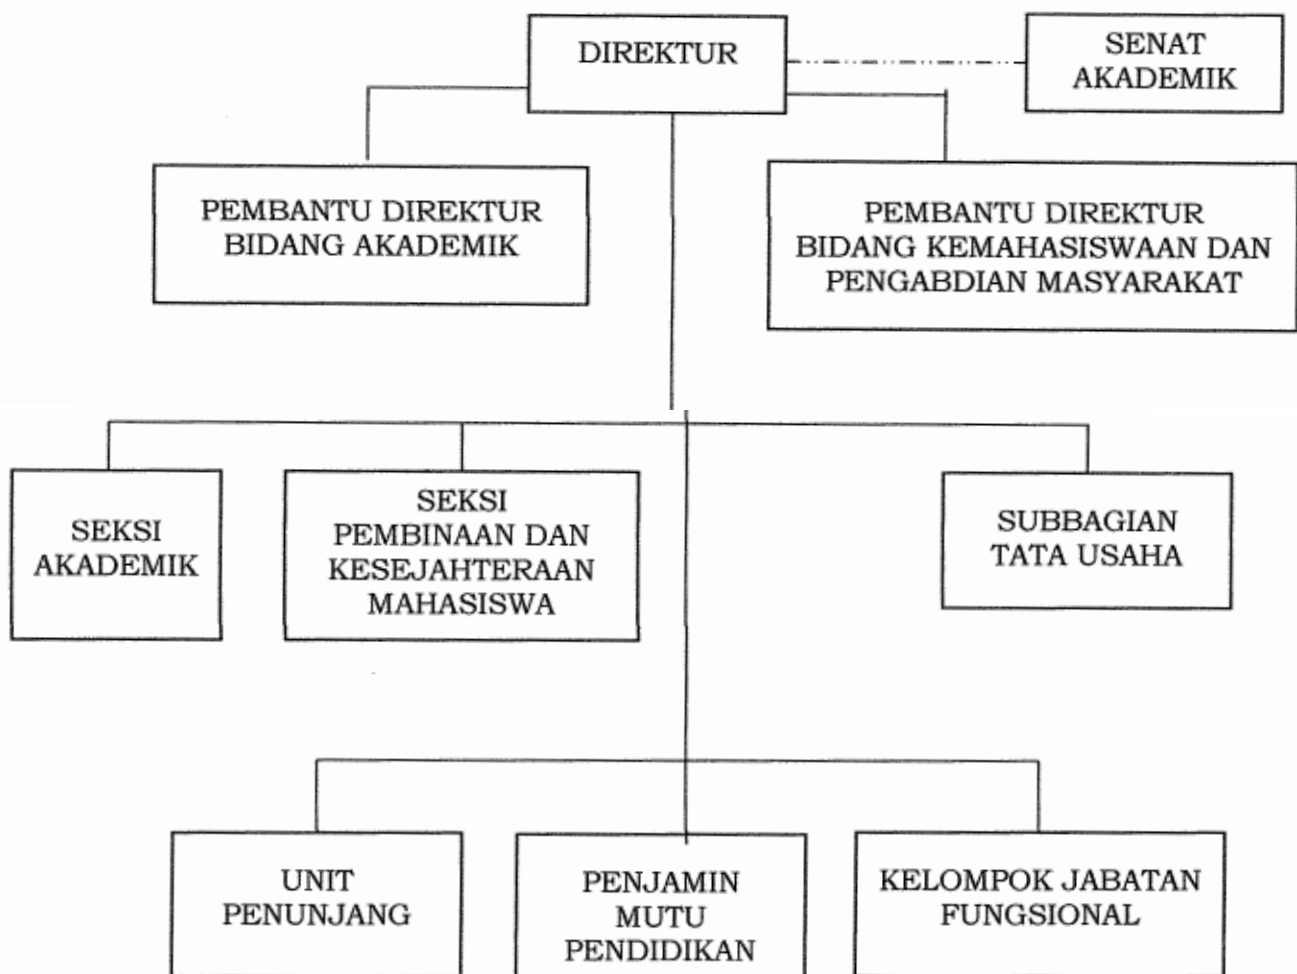 DIREKTUR
SENAT
AKADEMIK
PEMBANTU DIREKTUR
BIDANG AKADEMIK
PEMBANTU DIREKTUR
BIDANG KEMAHASISWAAN DAN
PENGABDIAN MASYARAKAT
SEKSI
AKADEMIK
SEKSI
PEMBINAAN DAN
KESEJAHTERAAN
MAHASISWA
SUBBAGIAN
TATA USAHA
UNIT
PENUNJANG
PENJAMIN
MUTU
PENDIDIKAN
KELOMPOK JABATAN
FUNGSIONAL